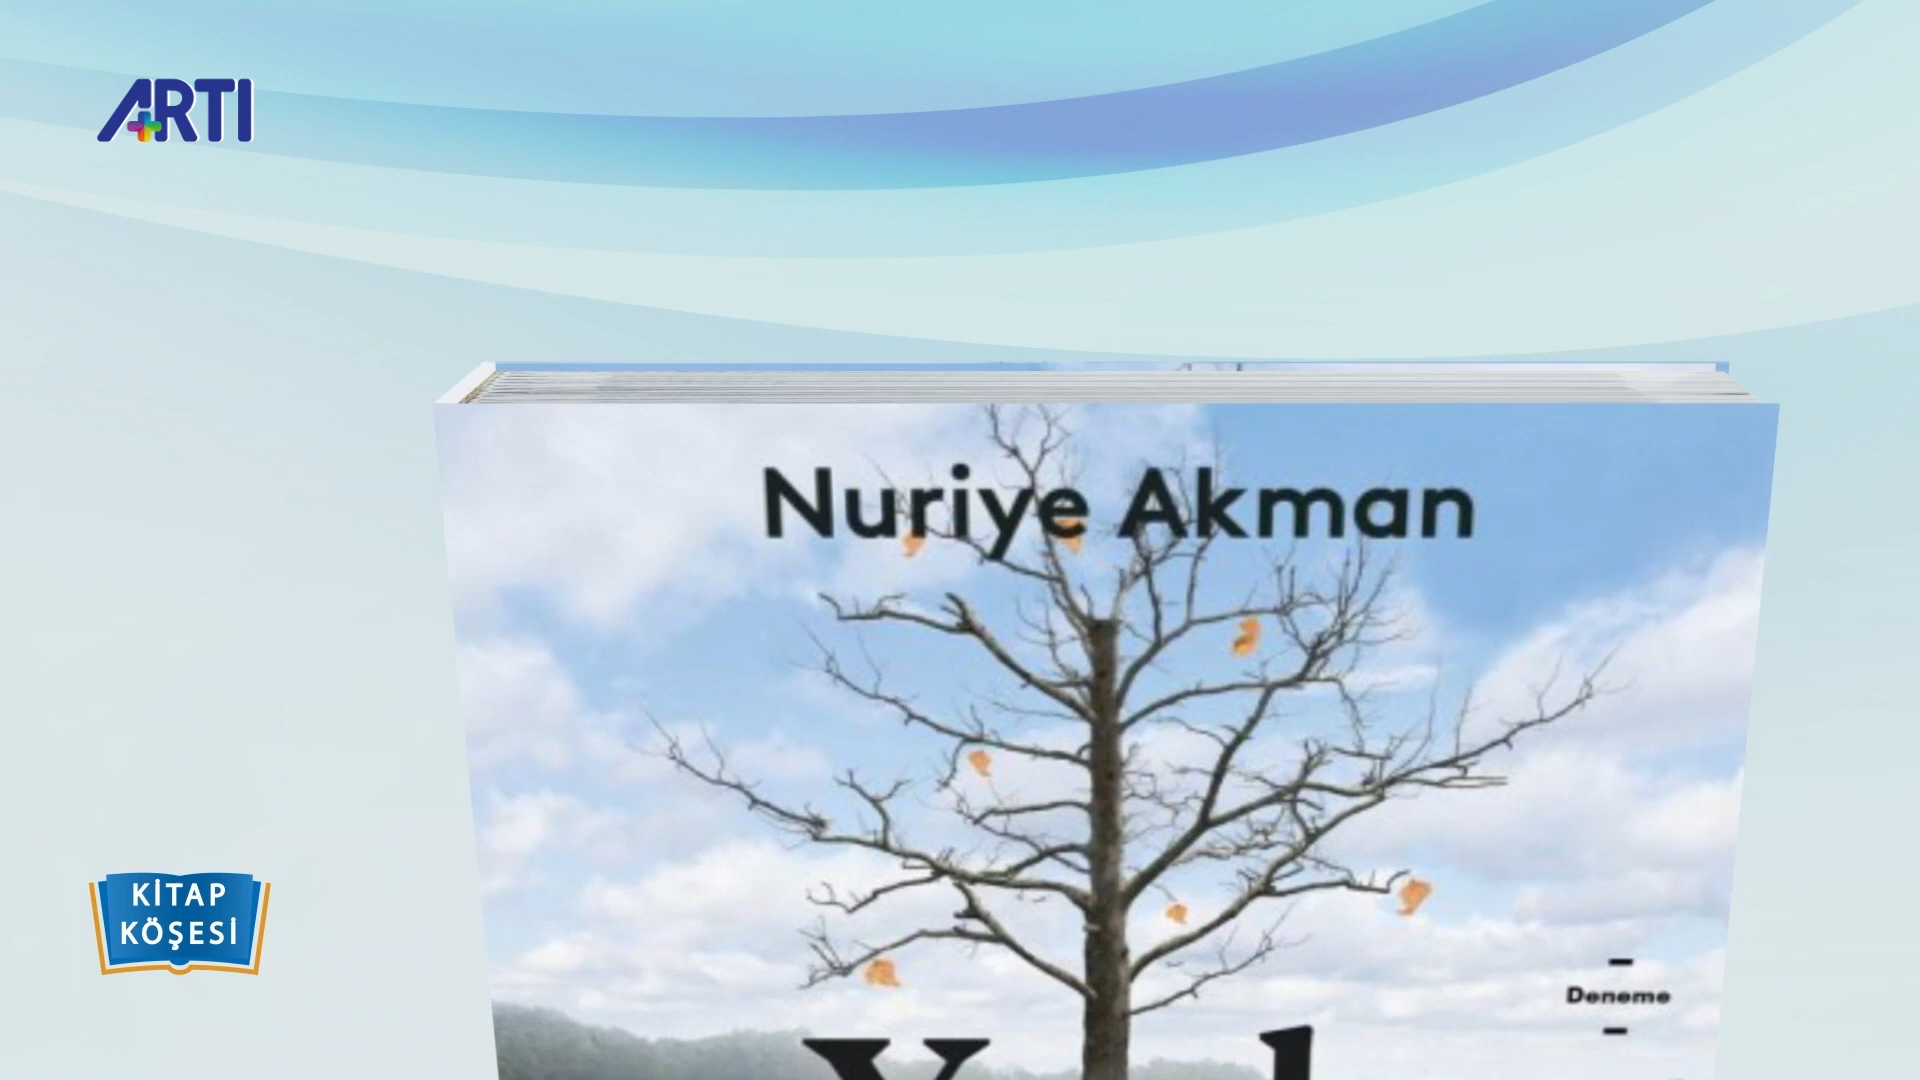 ARTI
Nuriye Akman
Deneme
KİTAP
KÖŞESİ